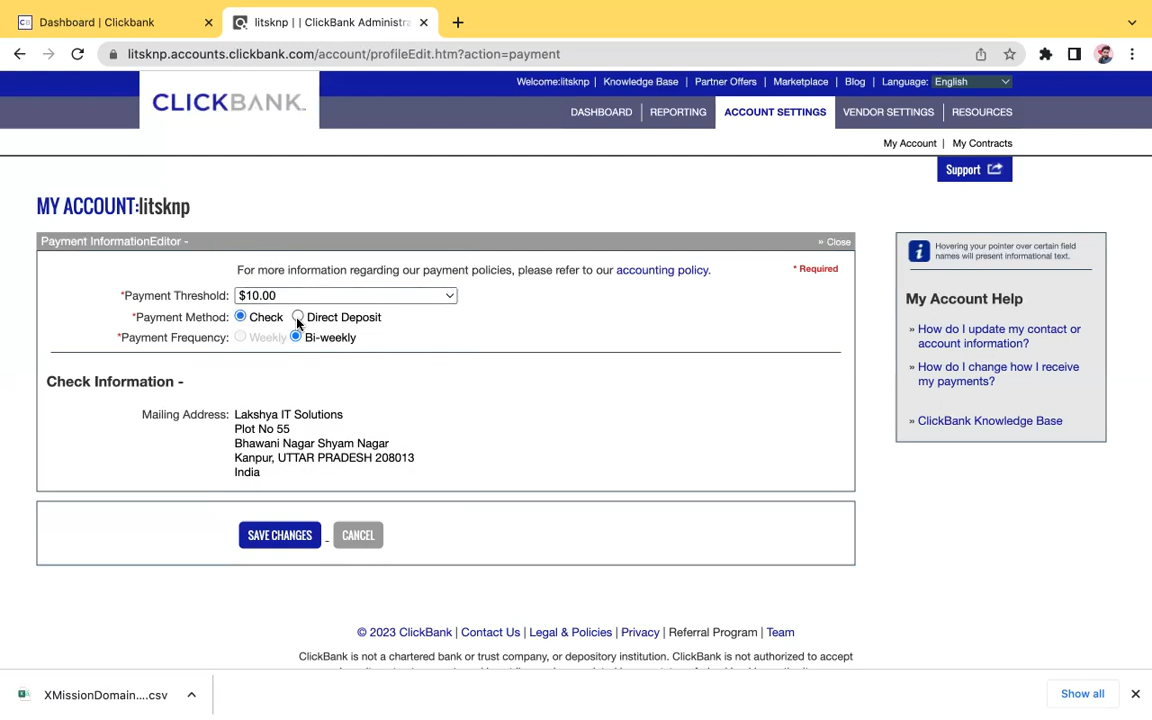 Dashboard | Clickbank
litsknp | | ClickBank Administra
litsknp.accounts.clickbank.com/account/profileEdit.htm?action=payment
Welcome:litsknp | Knowledge Base | Partner Offers | Marketplace | Blog | Language: English
CLICKBANK.
DASHBOARD | REPORTING | ACCOUNT SETTINGS VENDOR SETTINGS | RESOURCES
My Account | My Contracts
Support
MY ACCOUNT:litsknp
Payment InformationEditor -
» Close
For more information regarding our payment policies, please refer to our accounting policy.
* Required
*Payment Threshold: $10.00
*Payment Method: Check Direct Deposit
*Payment Frequency: Weekly Bi-weekly
Check Information -
Mailing Address: Lakshya IT Solutions
Plot No 55
Bhawani Nagar Shyam Nagar
Kanpur, UTTAR PRADESH 208013
India
SAVE CHANGES
CANCEL
Hovering your pointer over certain field
names will present informational text.
My Account Help
» How do I update my contact or
account information?
» How do I change how I receive
my payments?
» ClickBank Knowledge Base
© 2023 ClickBank | Contact Us | Legal & Policies | Privacy | Referral Program | Team
ClickBank is not a chartered bank or trust company, or depository institution. ClickBank is not authorized to accept
XMissionDomain....csv
Show all